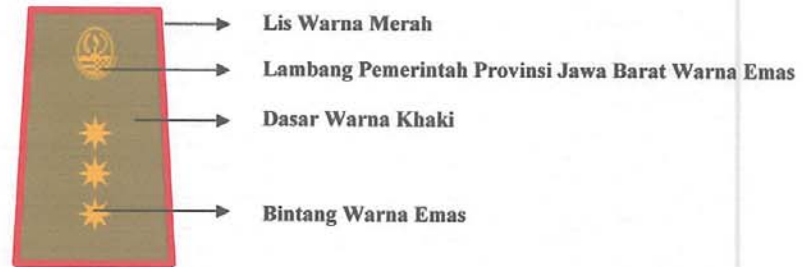 Lis Warna Merah
Lambang Pemerintah Provinsi Jawa Barat Warna Emas
Dasar Warna Khaki
Bintang Warna Emas